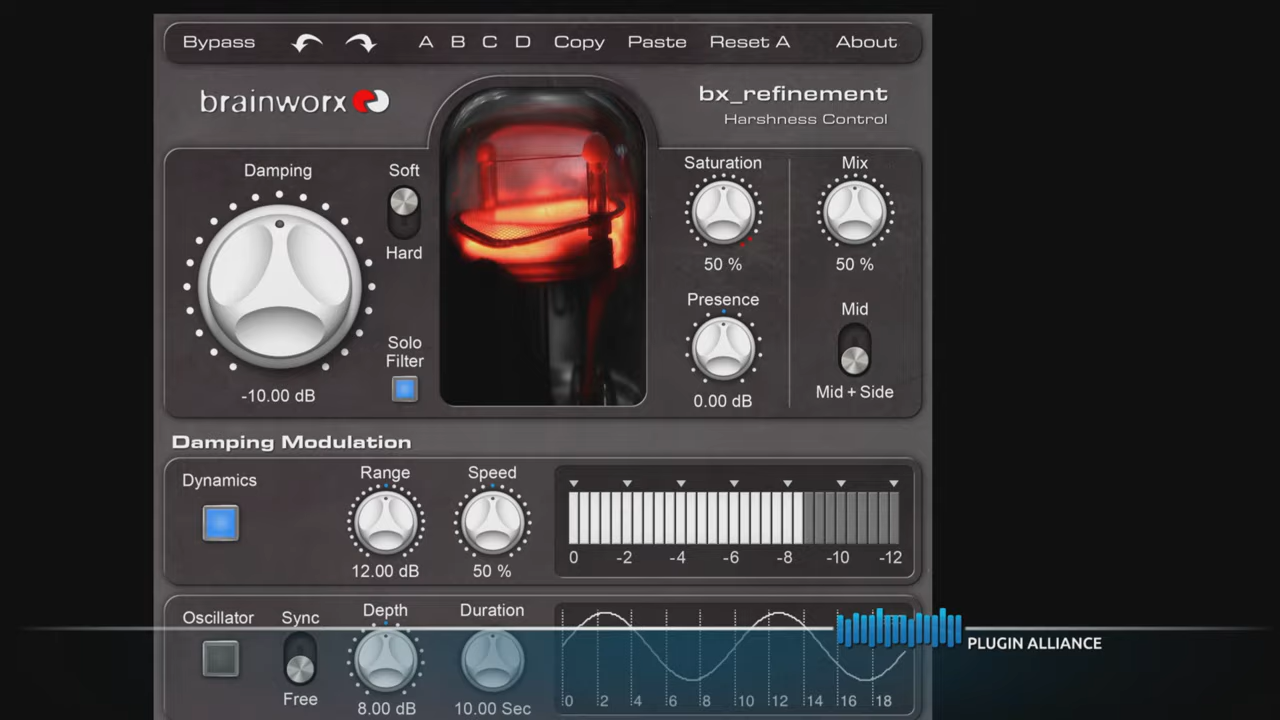 Bypass A B C D Copy Paste Reset A About
brainworx
bx_refinement
Harshness Control
Damping
-10.00 dB
Soft
Hard
Solo
Filter
Saturation
50 %
Presence
0.00 dB
Mix
50 %
Mid
Mid + Side
Damping Modulation
Dynamics
Range
12.00 dB
Speed
50 %
0 -2 -4 -6 -8 -10 -12
Oscillator
Sync
Free
Depth
8.00 dB
Duration
10.00 Sec
0 2 4 6 8 10 12 14 16 18
PLUGIN ALLIANCE